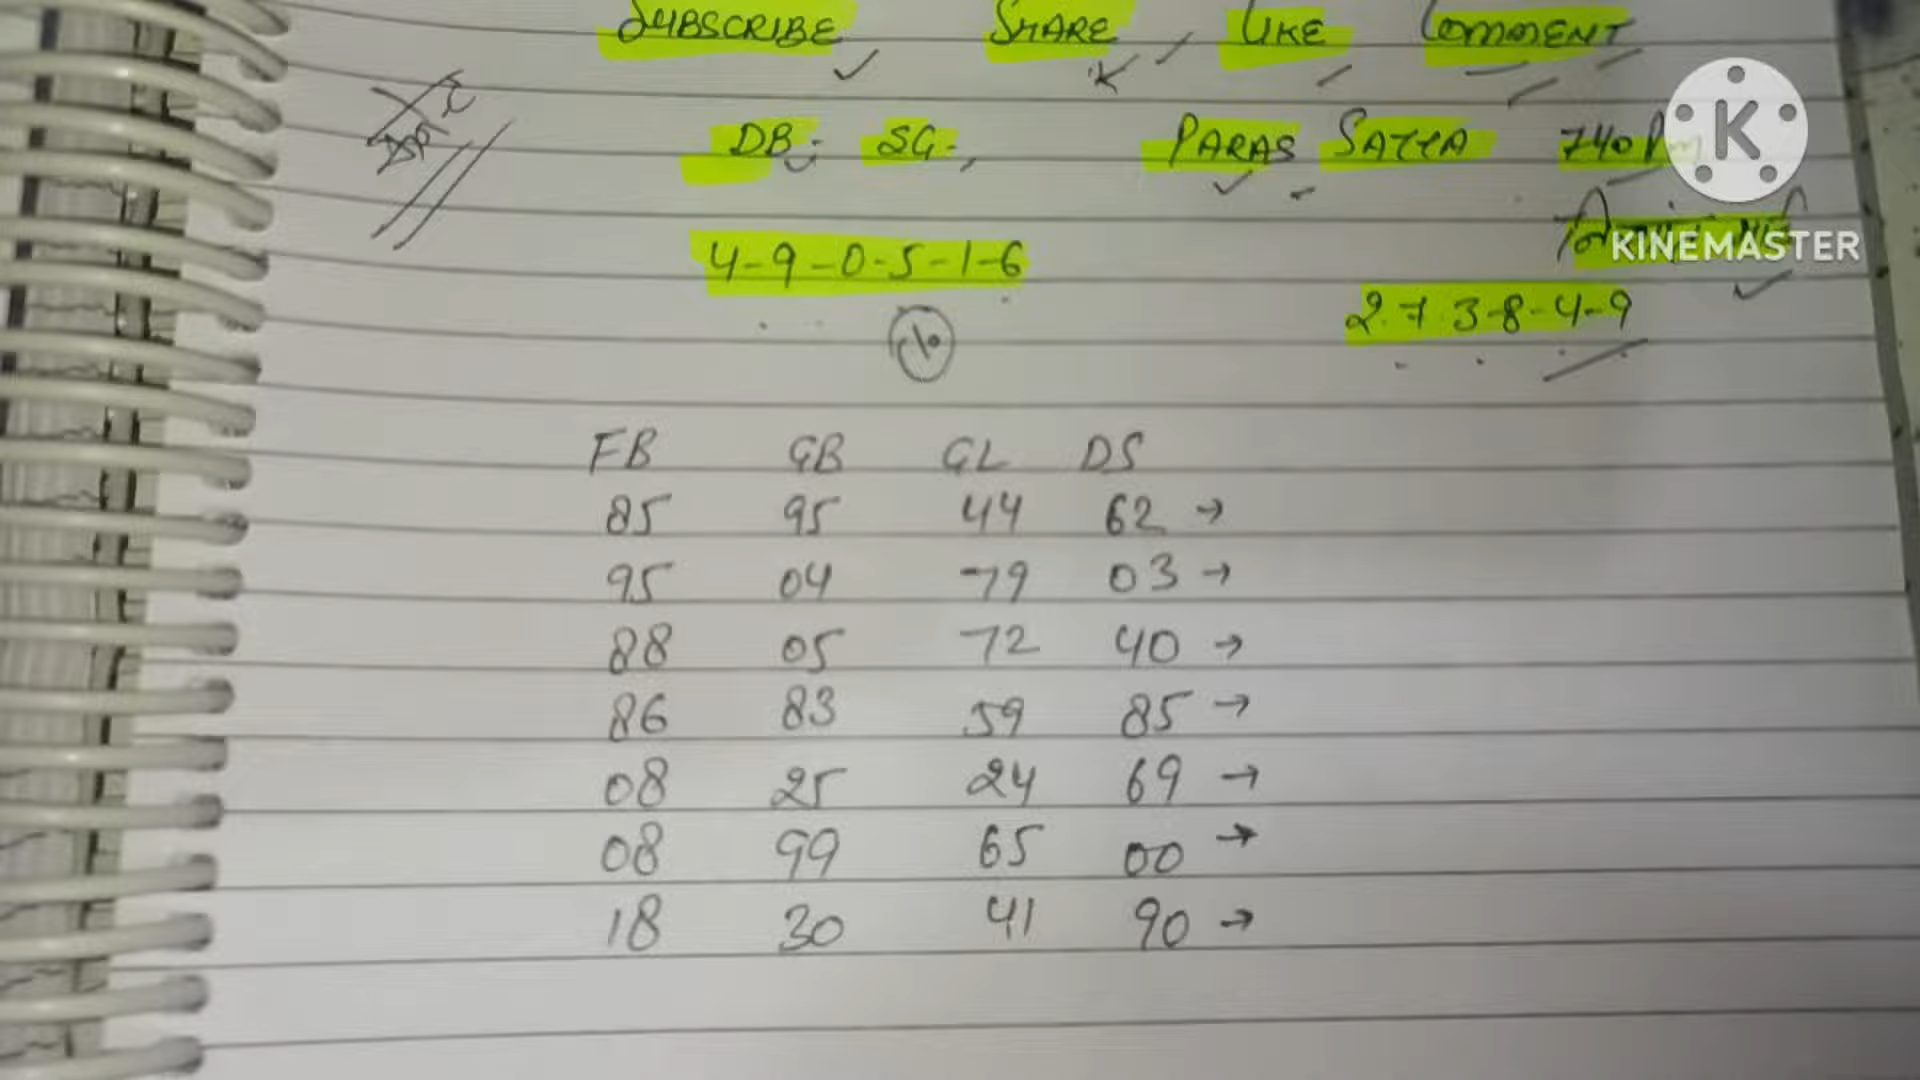 SUBSCRIBE SHARE LIKE COMMENT
DB: SG. PARAS SATTA 740 Pm
4-9-0-5-1-6
KINEMASTER
2.7.3-8-4-9
FB GB GL DS
85 95 44 62 →
95 04 79 03 →
88 05 72 40 →
86 83 59 85 →
08 25 24 69 →
08 99 65 00 →
18 30 41 90 →